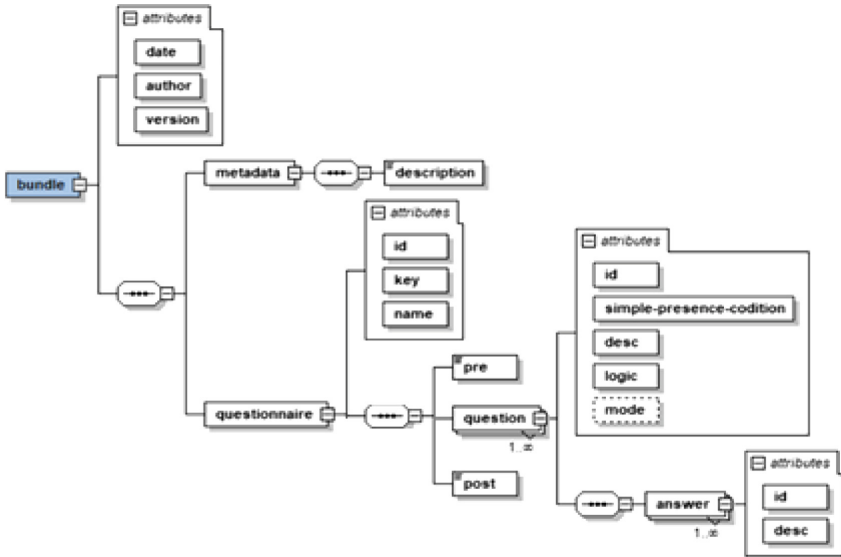 attributes
date
author
version
bundle
metadata
description
attributes
id
key
name
attributes
id
simple-presence-codition
desc
logic
mode
pre
questionnaire
question
1..∞
post
attributes
answer
id
1..∞
desc